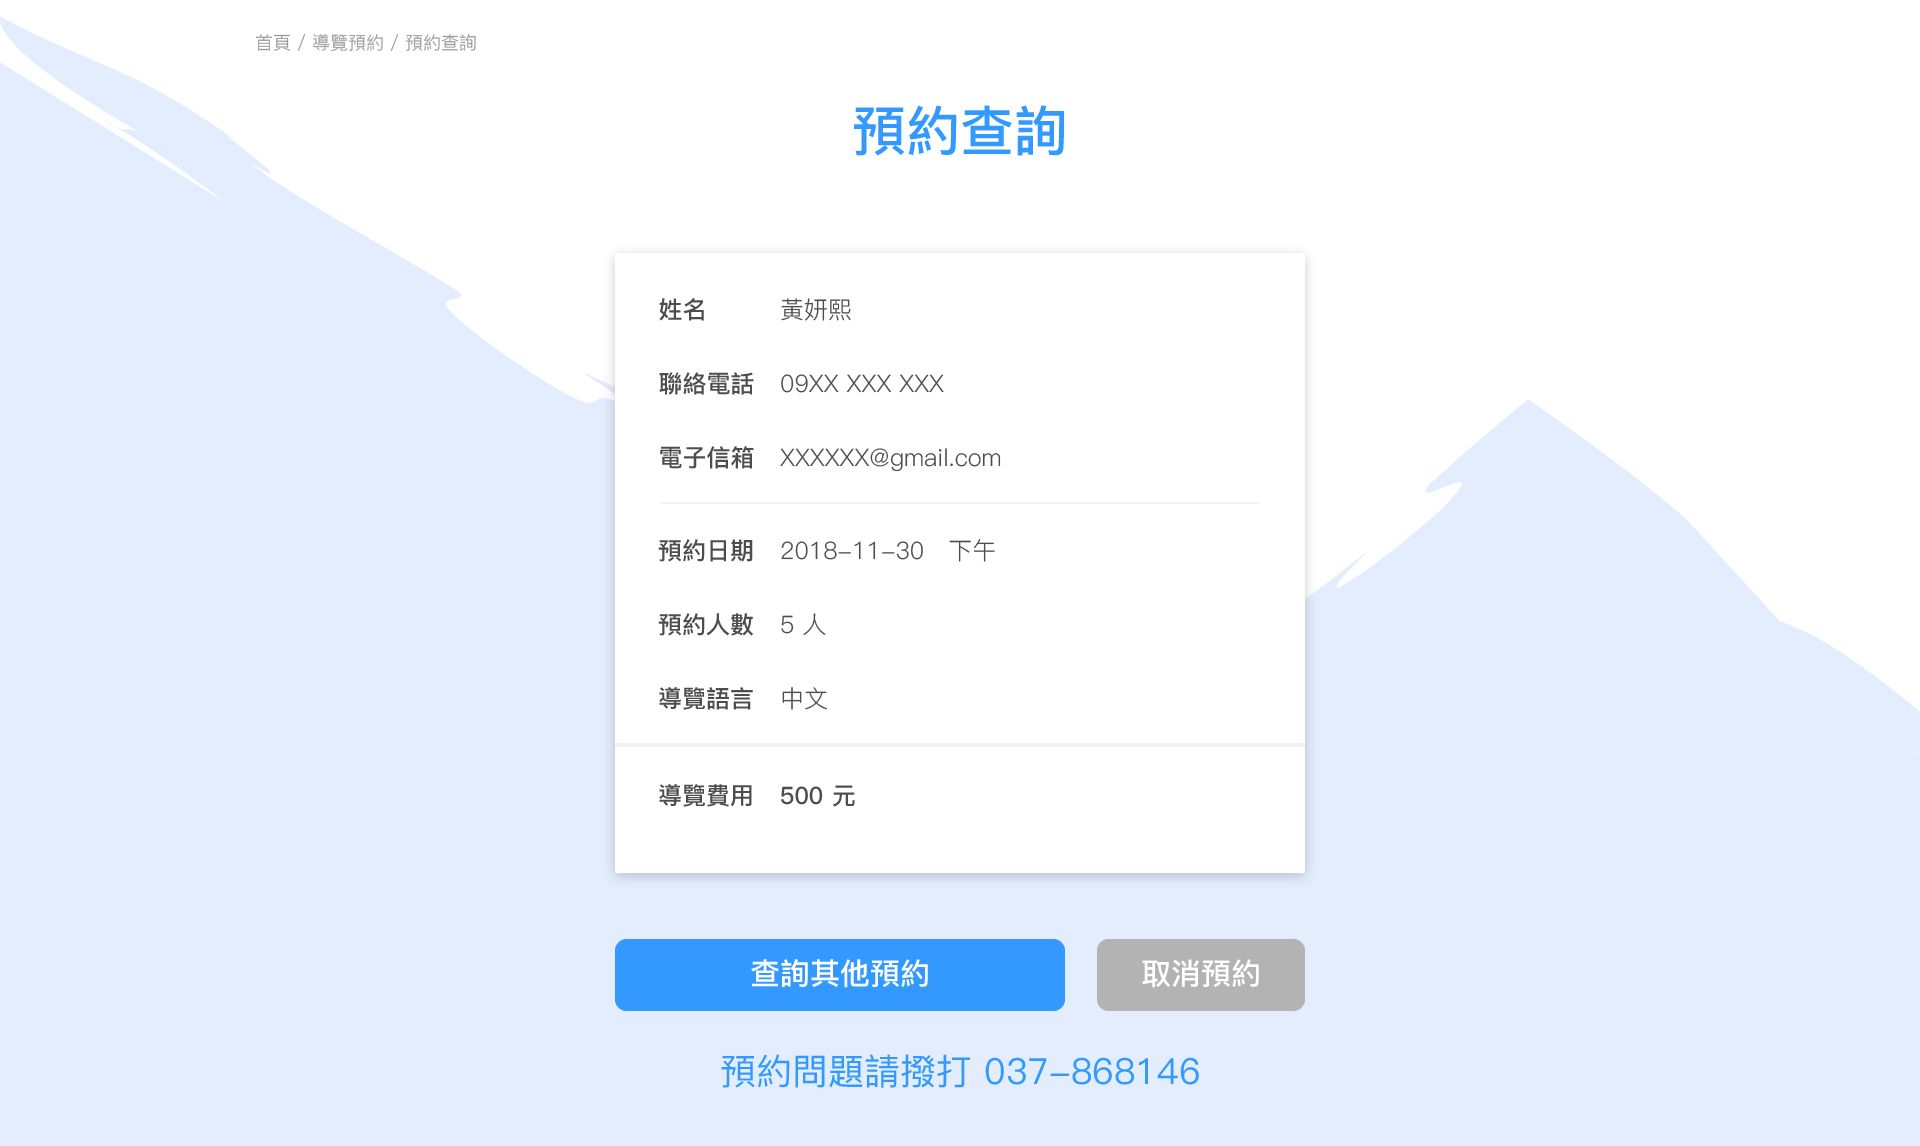 首頁 / 導覽預約 / 預約查詢
預約查詢
姓名 黃妍熙
聯絡電話 09XX XXX XXX
電子信箱 XXXXXX@gmail.com
預約日期 2018-11-30 下午
預約人數 5 人
導覽語言 中文
導覽費用 500 元
查詢其他預約 取消預約
預約問題請撥打 037-868146